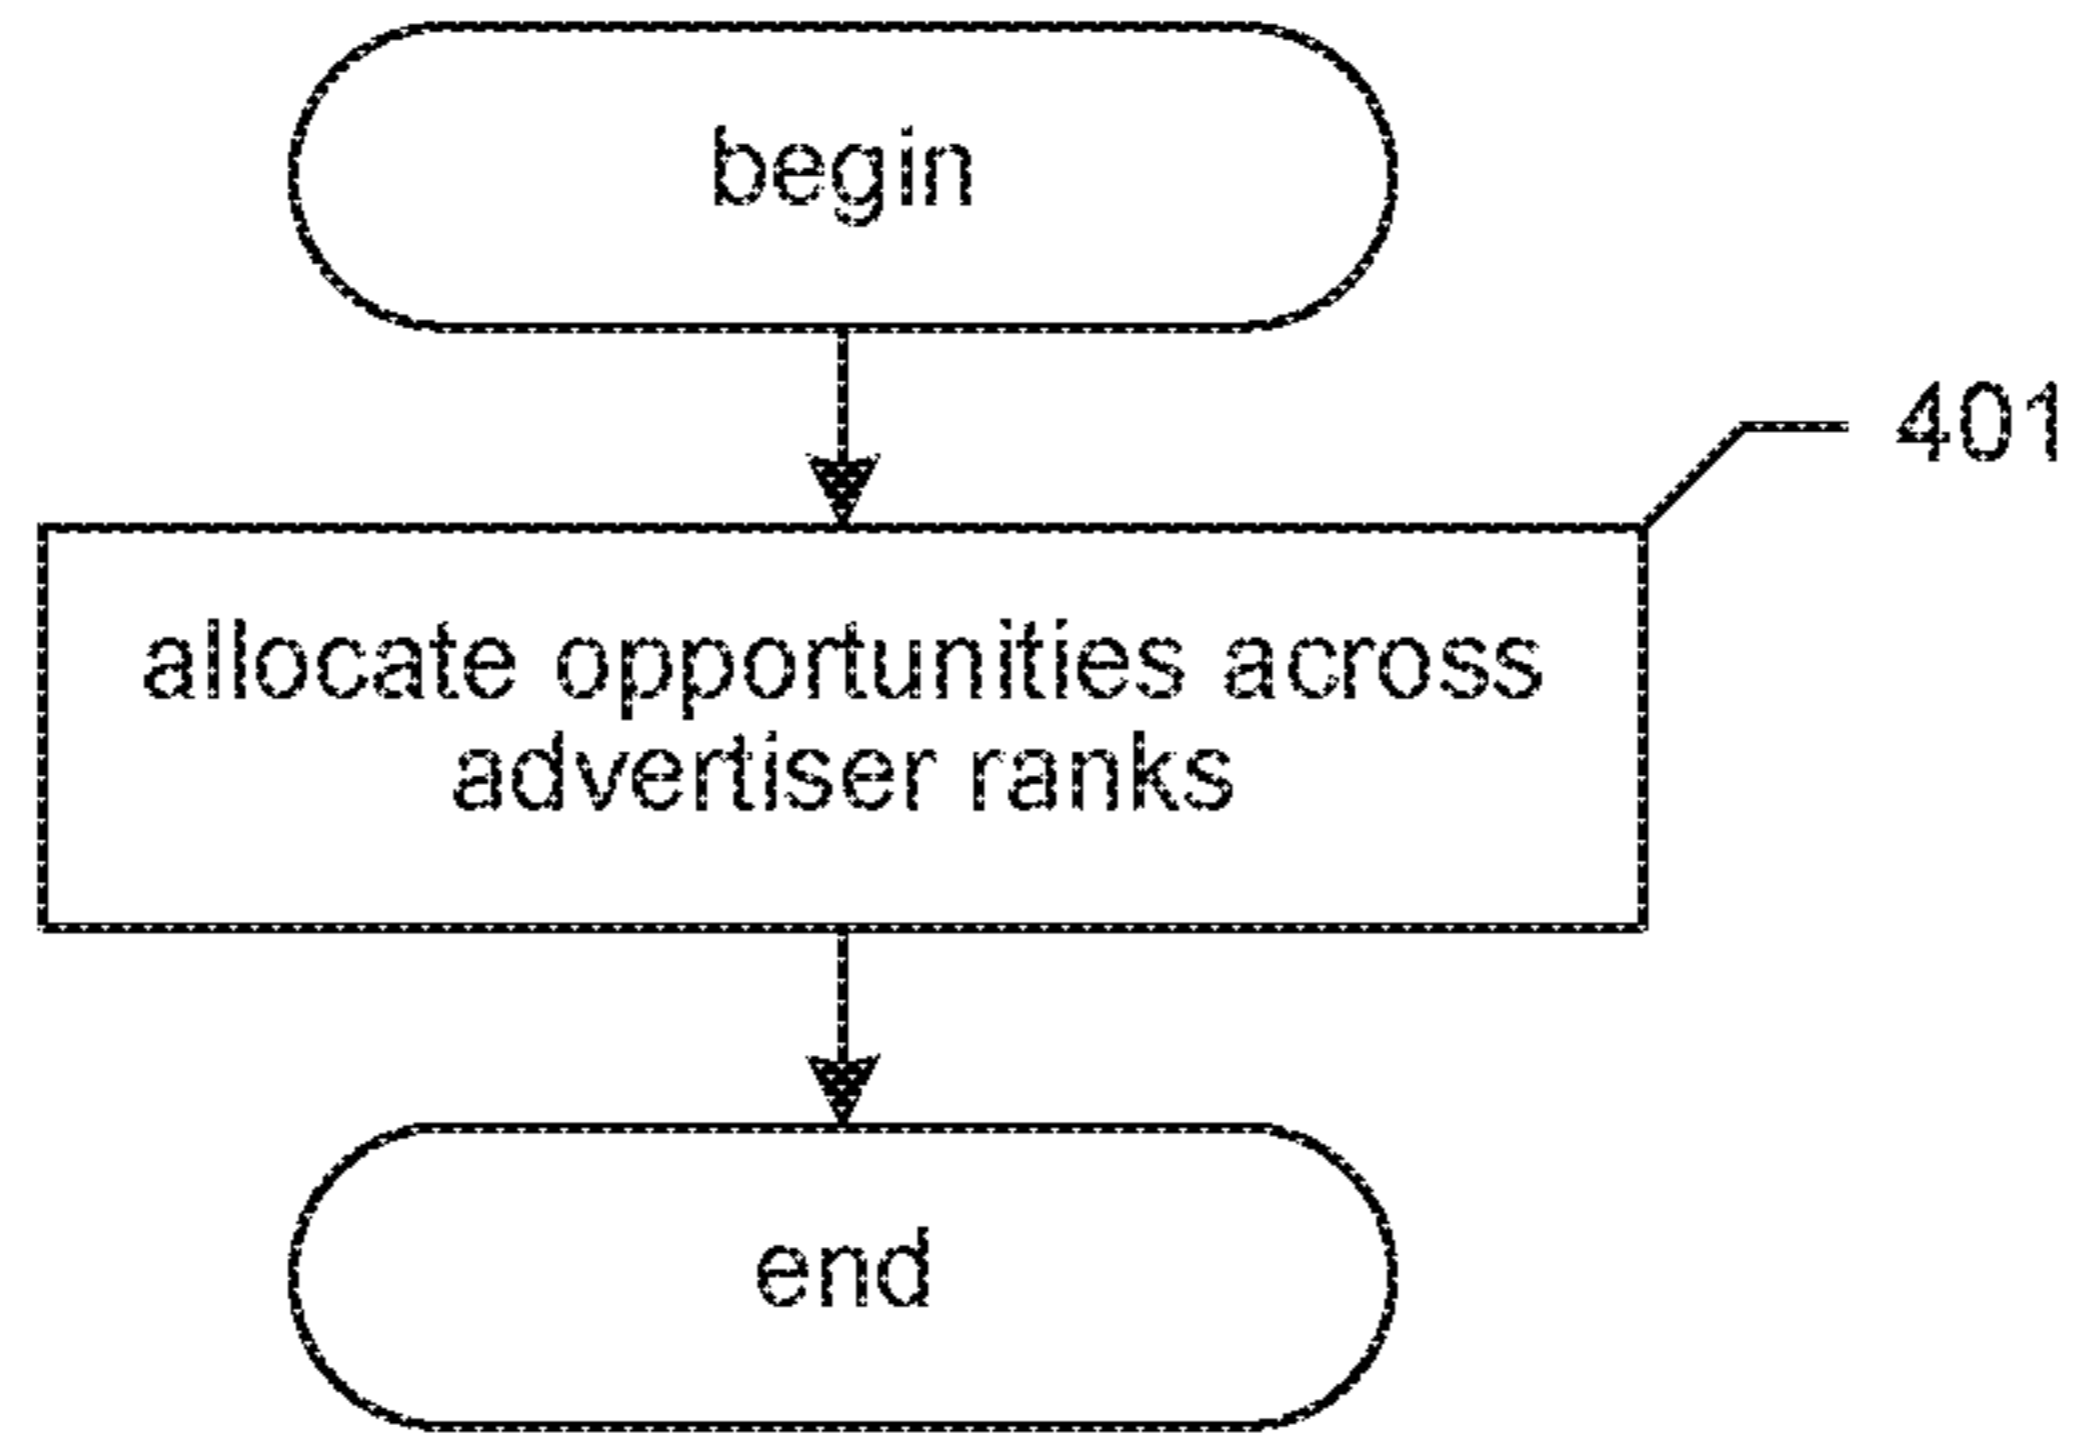 begin
401
allocate opportunities across
advertiser ranks
end